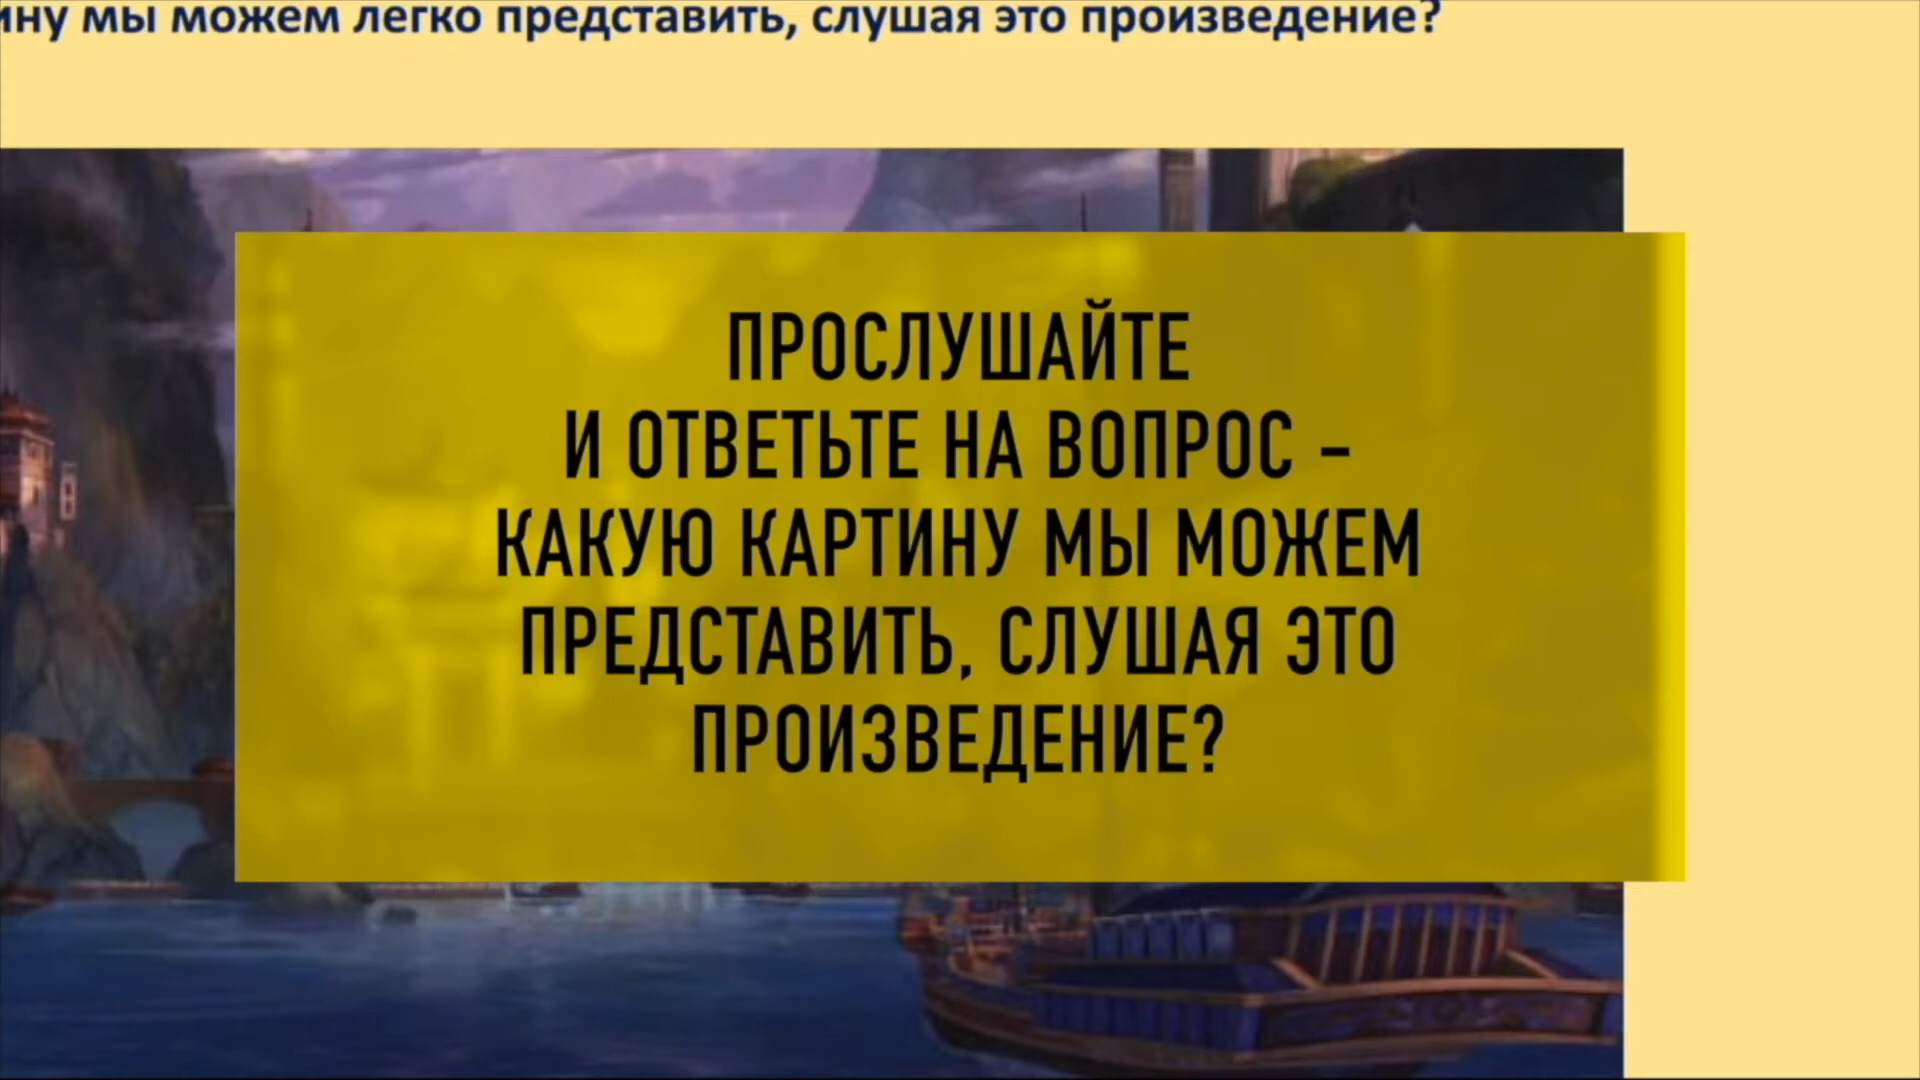 мы можем легко представить, слушая это произведение?
ПРОСЛУШАЙТЕ
И ОТВЕТЬТЕ НА ВОПРОС –
КАКУЮ КАРТИНУ МЫ МОЖЕМ
ПРЕДСТАВИТЬ, СЛУШАЯ ЭТО
ПРОИЗВЕДЕНИЕ?